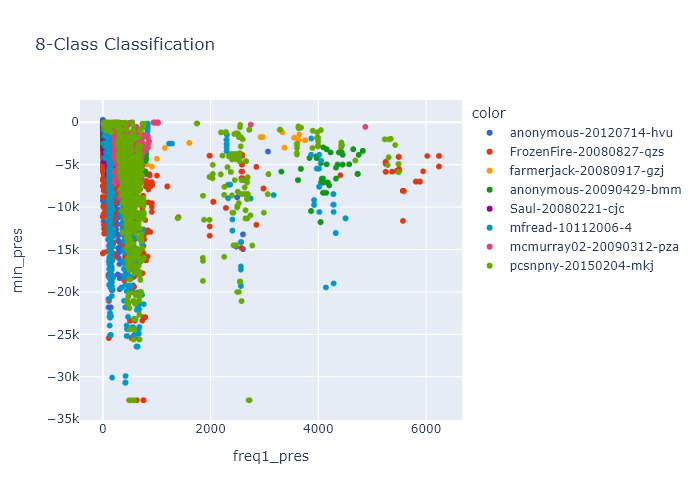 8-Class Classification
color
anonymous-20120714-hvu
FrozenFire-20080827-qzs
farmerjack-20080917-gzj
anonymous-20090429-bmm
Saul-20080221-cjc
mfread-10112006-4
mcmurray02-20090312-pza
pcsnpny-20150204-mkj
min_pres
0
−5k
−10k
−15k
−20k
−25k
−30k
−35k
0 2000 4000 6000
freq1_pres